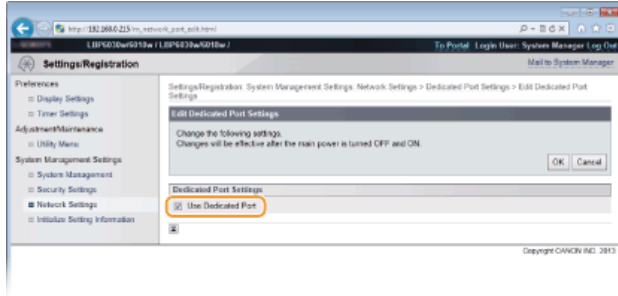 http://192.168.0.215/m_network_port_edit.html
LBP6030w/6018w / LBP6030w/6018w /
To Portal Login User: System Manager Log Out
Settings/Registration
Mail to System Manager
Preferences
Display Settings
Timer Settings
Adjustment/Maintenance
Utility Menu
System Management Settings
System Management
Security Settings
Network Settings
Initialize Setting Information
Settings/Registration: System Management Settings: Network Settings > Dedicated Port Settings > Edit Dedicated Port
Settings
Edit Dedicated Port Settings
Change the following settings.
Changes will be effective after the main power is turned OFF and ON.
OK Cancel
Dedicated Port Settings
Use Dedicated Port
Copyright CANON INC. 2013